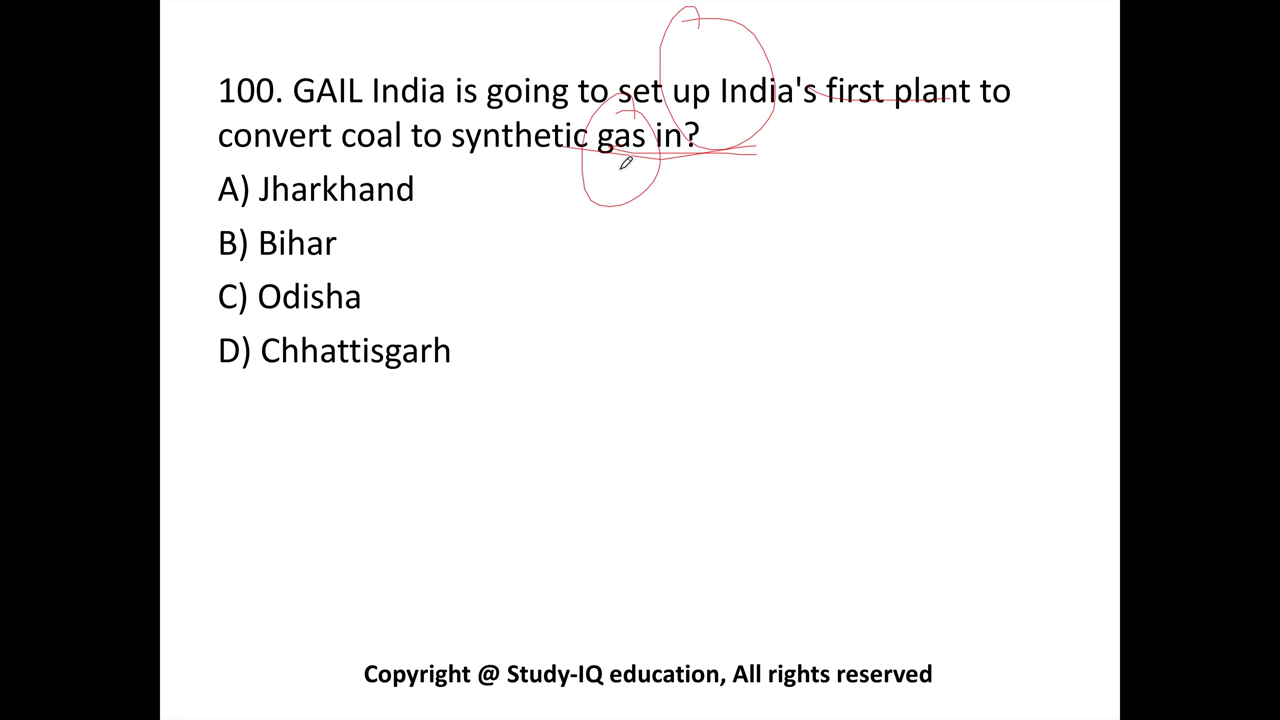 100. GAIL India is going to set up India's first plant to
convert coal to synthetic gas in?
A) Jharkhand
B) Bihar
C) Odisha
D) Chhattisgarh
Copyright @ Study-IQ education, All rights reserved